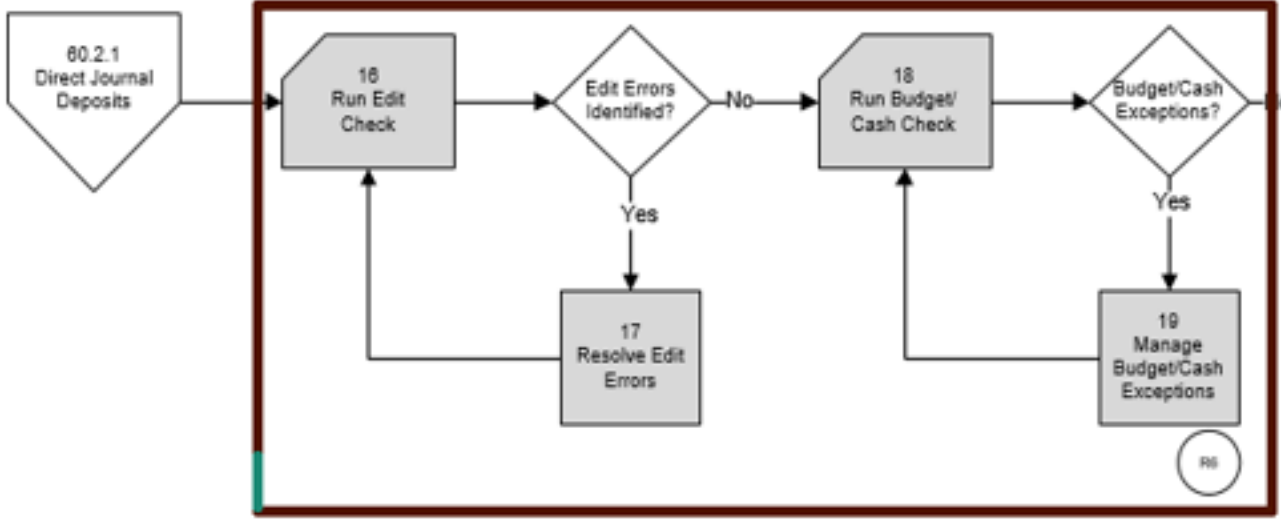 60.2.1
Direct Journal
Deposits
16
Run Edit
Check
Edit Errors
Identified?
No
18
Run Budget/
Cash Check
Budget/Cash
Exceptions?
Yes
Yes
17
Resolve Edit
Errors
19
Manage
Budget/Cash
Exceptions
R6